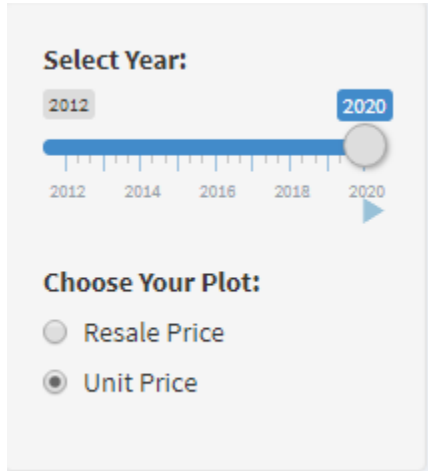 Select Year:
2012 2020
2012 2014 2016 2018 2020
Choose Your Plot:
Resale Price
Unit Price